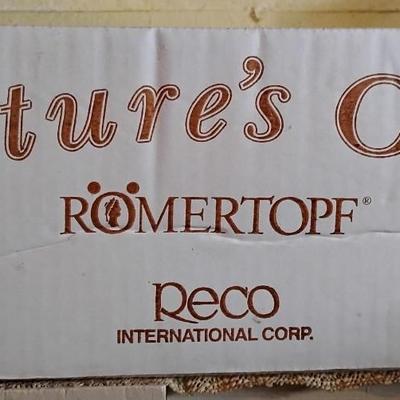 ture's
RÖMERTOPF®
Reco
INTERNATIONAL CORP.